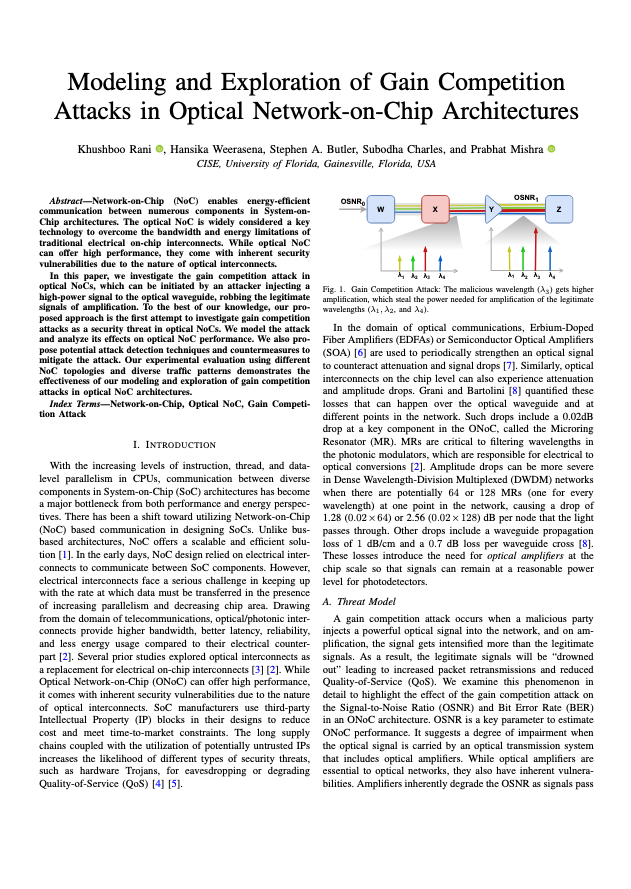 Modeling and Exploration of Gain Competition
Attacks in Optical Network-on-Chip Architectures
Khushboo Rani, Hansika Weerasena, Stephen A. Butler, Subodha Charles, and Prabhat Mishra
CISE, University of Florida, Gainesville, Florida, USA
Abstract—Network-on-Chip (NoC) enables energy-efficient
communication between numerous components in System-on-
Chip architectures. The optical NoC is widely considered a key
technology to overcome the bandwidth and energy limitations of
traditional electrical on-chip interconnects. While optical NoC
can offer high performance, they come with inherent security
vulnerabilities due to the nature of optical interconnects.
In this paper, we investigate the gain competition attack in
optical NoCs, which can be initiated by an attacker injecting a
high-power signal to the optical waveguide, robbing the legitimate
signals of amplification. To the best of our knowledge, our pro-
posed approach is the first attempt to investigate gain competition
attacks as a security threat in optical NoCs. We model the attack
and analyze its effects on optical NoC performance. We also pro-
pose potential attack detection techniques and countermeasures to
mitigate the attack. Our experimental evaluation using different
NoC topologies and diverse traffic patterns demonstrates the
effectiveness of our modeling and exploration of gain competition
attacks in optical NoC architectures.
Index Terms—Network-on-Chip, Optical NoC, Gain Competi-
tion Attack
I. INTRODUCTION
With the increasing levels of instruction, thread, and data-
level parallelism in CPUs, communication between diverse
components in System-on-Chip (SoC) architectures has become
a major bottleneck from both performance and energy perspec-
tives. There has been a shift toward utilizing Network-on-Chip
(NoC) based communication in designing SoCs. Unlike bus-
based architectures, NoC offers a scalable and efficient solu-
tion [1]. In the early days, NoC design relied on electrical inter-
connects to communicate between SoC components. However,
electrical interconnects face a serious challenge in keeping up
with the rate at which data must be transferred in the presence
of increasing parallelism and decreasing chip area. Drawing
from the domain of telecommunications, optical/photonic inter-
connects provide higher bandwidth, better latency, reliability,
and less energy usage compared to their electrical counter-
part [2]. Several prior studies explored optical interconnects as
a replacement for electrical on-chip interconnects [3] [2]. While
Optical Network-on-Chip (ONoC) can offer high performance,
it comes with inherent security vulnerabilities due to the nature
of optical interconnects. SoC manufacturers use third-party
Intellectual Property (IP) blocks in their designs to reduce
cost and meet time-to-market constraints. The long supply
chains coupled with the utilization of potentially untrusted IPs
increases the likelihood of different types of security threats,
such as hardware Trojans, for eavesdropping or degrading
Quality-of-Service (QoS) [4] [5].
OSNR0 W X Y OSNR1 Z
λ1 λ2 λ3 λ4 λ1 λ2 λ3 λ4
Fig. 1. Gain Competition Attack: The malicious wavelength (λ3) gets higher
amplification, which steal the power needed for amplification of the legitimate
wavelengths (λ1, λ2, and λ4).
In the domain of optical communications, Erbium-Doped
Fiber Amplifiers (EDFAs) or Semiconductor Optical Amplifiers
(SOA) [6] are used to periodically strengthen an optical signal
to counteract attenuation and signal drops [7]. Similarly, optical
interconnects on the chip level can also experience attenuation
and amplitude drops. Grani and Bartolini [8] quantified these
losses that can happen over the optical waveguide and at
different points in the network. Such drops include a 0.02dB
drop at a key component in the ONoC, called the Microring
Resonator (MR). MRs are critical to filtering wavelengths in
the photonic modulators, which are responsible for electrical to
optical conversions [2]. Amplitude drops can be more severe
in Dense Wavelength-Division Multiplexed (DWDM) networks
when there are potentially 64 or 128 MRs (one for every
wavelength) at one point in the network, causing a drop of
1.28 (0.02 × 64) or 2.56 (0.02 × 128) dB per node that the light
passes through. Other drops include a waveguide propagation
loss of 1 dB/cm and a 0.7 dB loss per waveguide cross [8].
These losses introduce the need for optical amplifiers at the
chip scale so that signals can remain at a reasonable power
level for photodetectors.
A. Threat Model
A gain competition attack occurs when a malicious party
injects a powerful optical signal into the network, and on am-
plification, the signal gets intensified more than the legitimate
signals. As a result, the legitimate signals will be “drowned
out” leading to increased packet retransmissions and reduced
Quality-of-Service (QoS). We examine this phenomenon in
detail to highlight the effect of the gain competition attack on
the Signal-to-Noise Ratio (OSNR) and Bit Error Rate (BER)
in an ONoC architecture. OSNR is a key parameter to estimate
ONoC performance. It suggests a degree of impairment when
the optical signal is carried by an optical transmission system
that includes optical amplifiers. While optical amplifiers are
essential to optical networks, they also have inherent vulnera-
bilities. Amplifiers inherently degrade the OSNR as signals pass